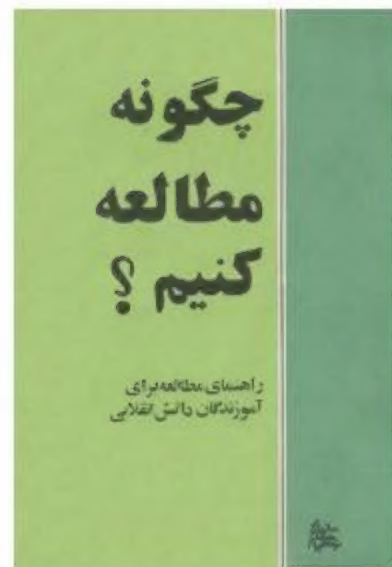 چگونه
مطالعه
کنیم ؟
راهنمای مطالعه برای
آموزندگان دانش انقلابی